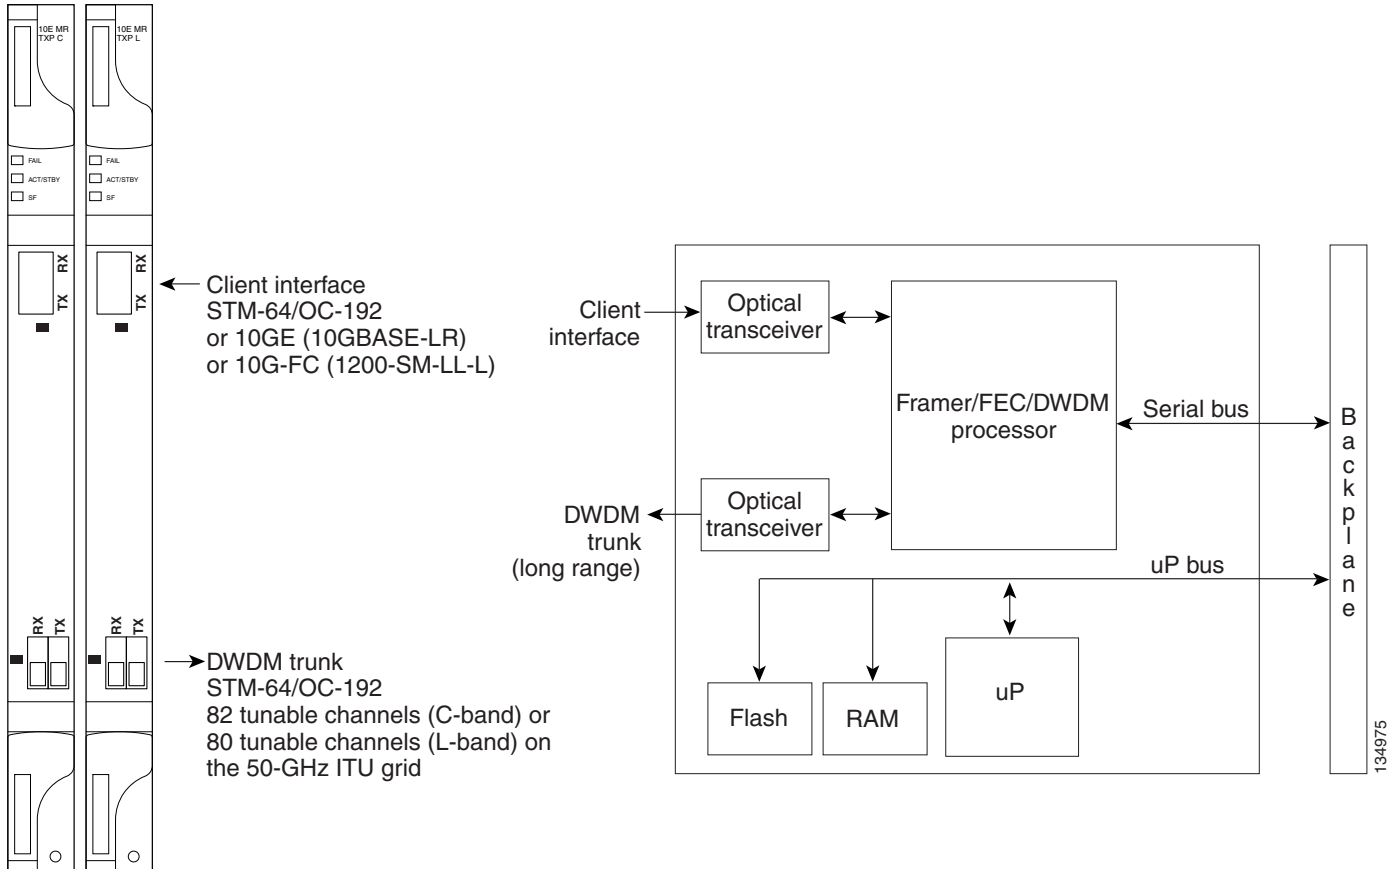 10E MR
TXP C
10E MR
TXP L
FAIL
ACT/STBY
SF
FAIL
ACT/STBY
SF
RX
TX
RX
TX
Client interface
STM-64/OC-192
or 10GE (10GBASE-LR)
or 10G-FC (1200-SM-LL-L)
RX
TX
RX
TX
DWDM trunk
STM-64/OC-192
82 tunable channels (C-band) or
80 tunable channels (L-band) on
the 50-GHz ITU grid
Client
interface
Optical
transceiver
Framer/FEC/DWDM
processor
Serial bus
DWDM
trunk
(long range)
Optical
transceiver
uP bus
Flash
RAM
uP
Backplane
134975